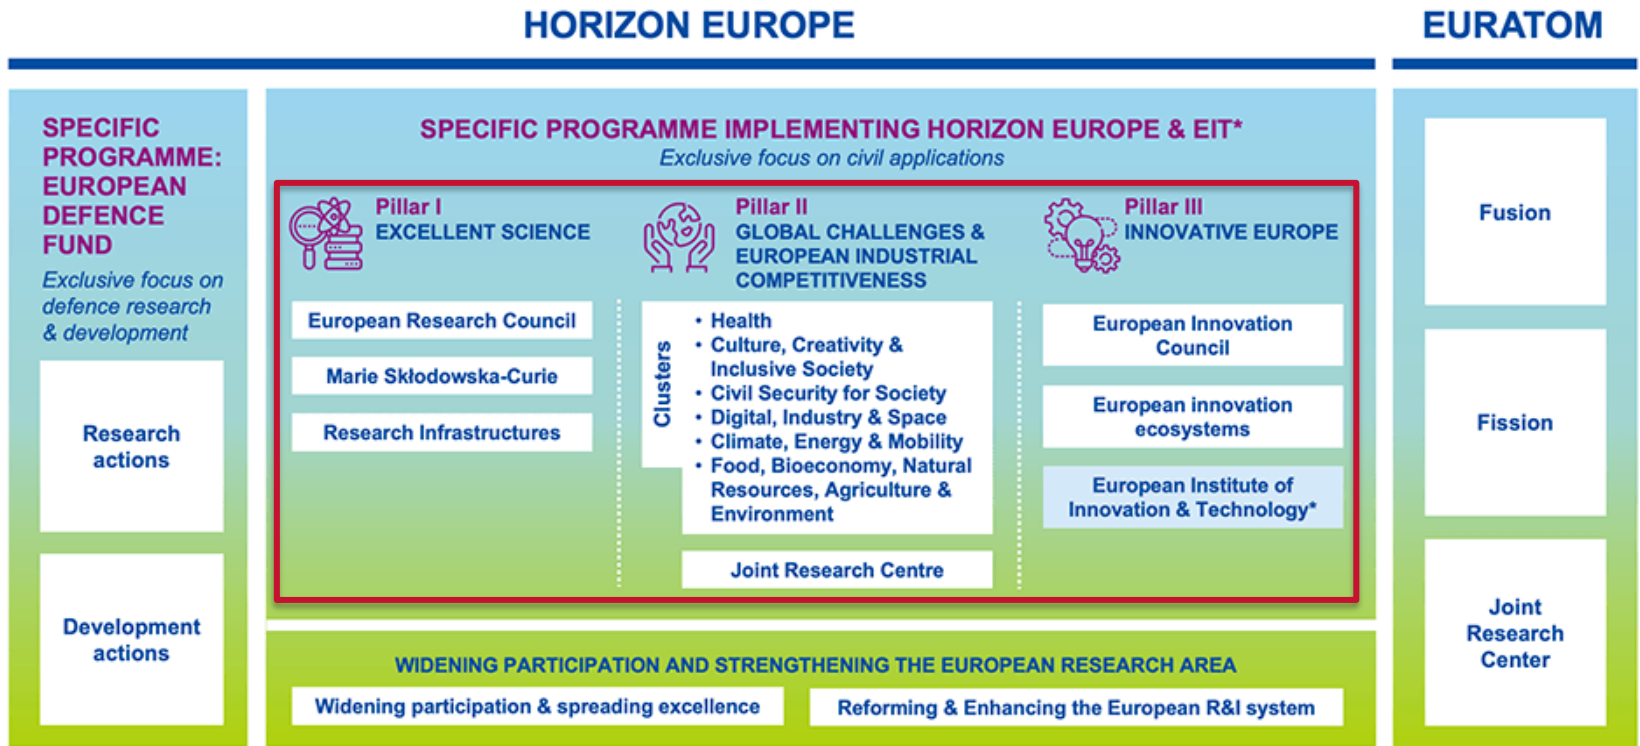 HORIZON EUROPE
EURATOM
SPECIFIC
PROGRAMME:
EUROPEAN
DEFENCE
FUND
Exclusive focus on
defence research
& development
Research
actions
Development
actions
SPECIFIC PROGRAMME IMPLEMENTING HORIZON EUROPE & EIT*
Exclusive focus on civil applications
Pillar I
EXCELLENT SCIENCE
European Research Council
Marie Skłodowska-Curie
Research Infrastructures
Pillar II
GLOBAL CHALLENGES &
EUROPEAN INDUSTRIAL
COMPETITIVENESS
Clusters
• Health
• Culture, Creativity &
Inclusive Society
• Civil Security for Society
• Digital, Industry & Space
• Climate, Energy & Mobility
• Food, Bioeconomy, Natural
Resources, Agriculture &
Environment
Joint Research Centre
Pillar III
INNOVATIVE EUROPE
European Innovation
Council
European innovation
ecosystems
European Institute of
Innovation & Technology*
WIDENING PARTICIPATION AND STRENGTHENING THE EUROPEAN RESEARCH AREA
Widening participation & spreading excellence
Reforming & Enhancing the European R&I system
Fusion
Fission
Joint
Research
Center